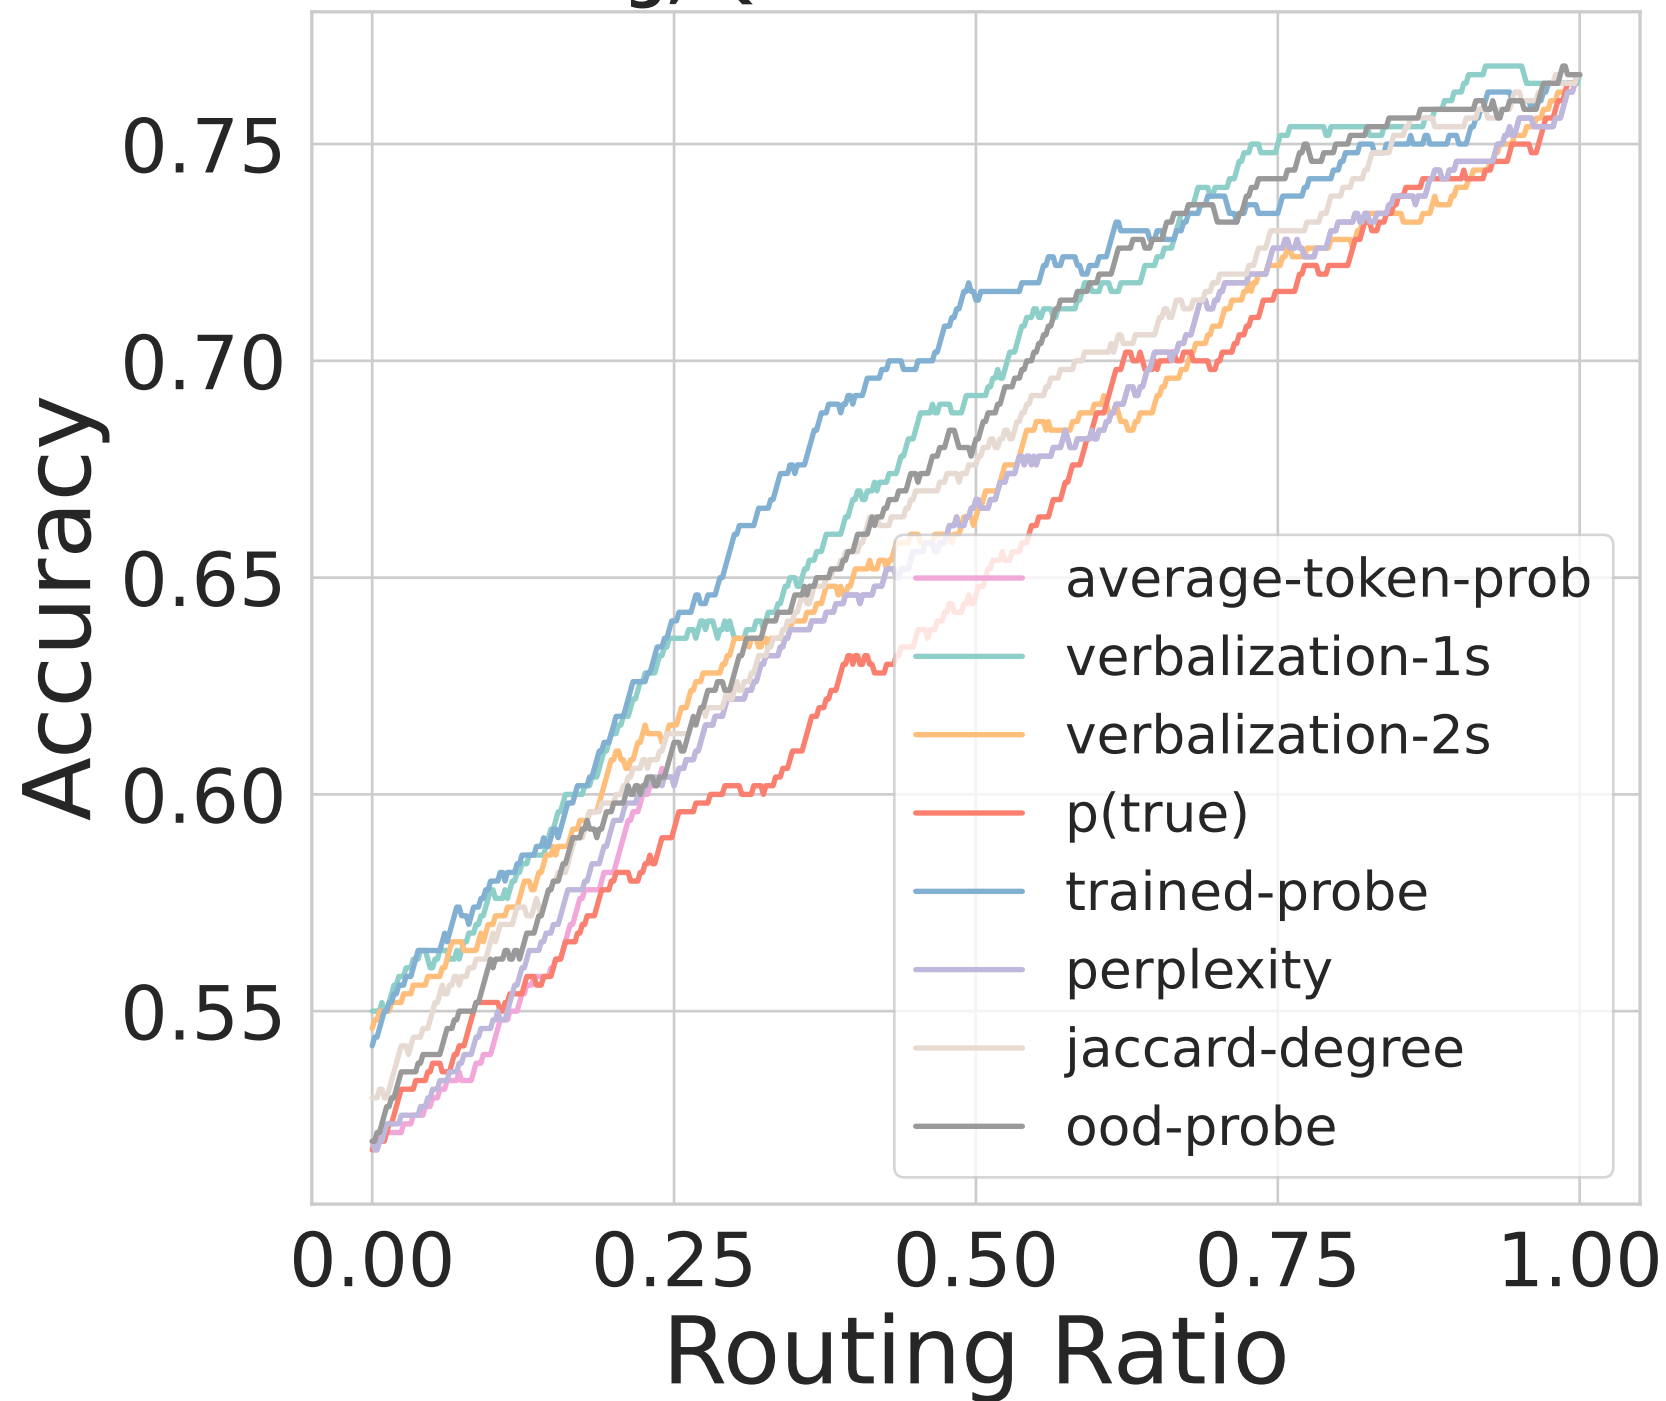 Accuracy
0.75
0.70
0.65
0.60
0.55
average-token-prob
verbalization-1s
verbalization-2s
p(true)
trained-probe
perplexity
jaccard-degree
ood-probe
0.00 0.25 0.50 0.75 1.00
Routing Ratio